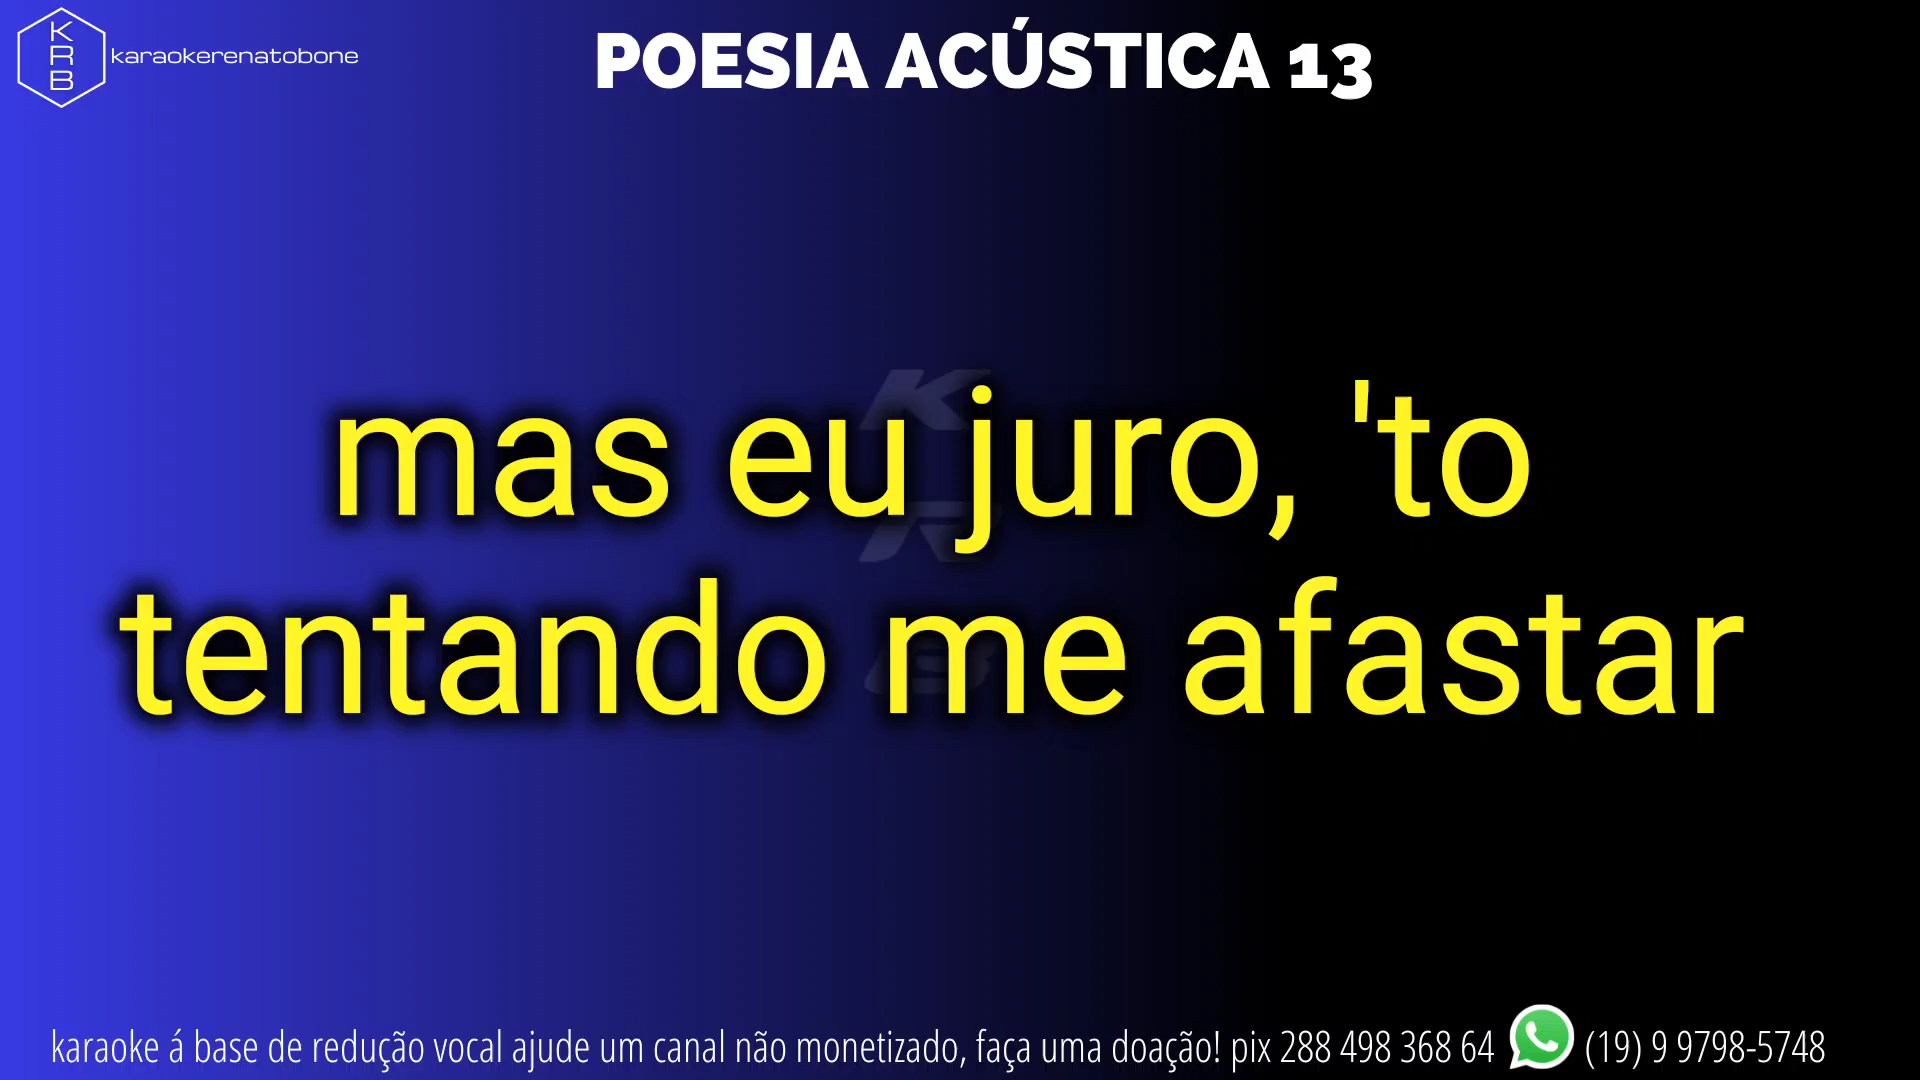 K
R
B
karaokerenatobone
POESIA ACÚSTICA 13
mas eu juro, 'to
tentando me afastar
K
R
B
karaoke á base de redução vocal ajude um canal não monetizado, faça uma doação! pix 288 498 368 64 (19) 9 9798-5748